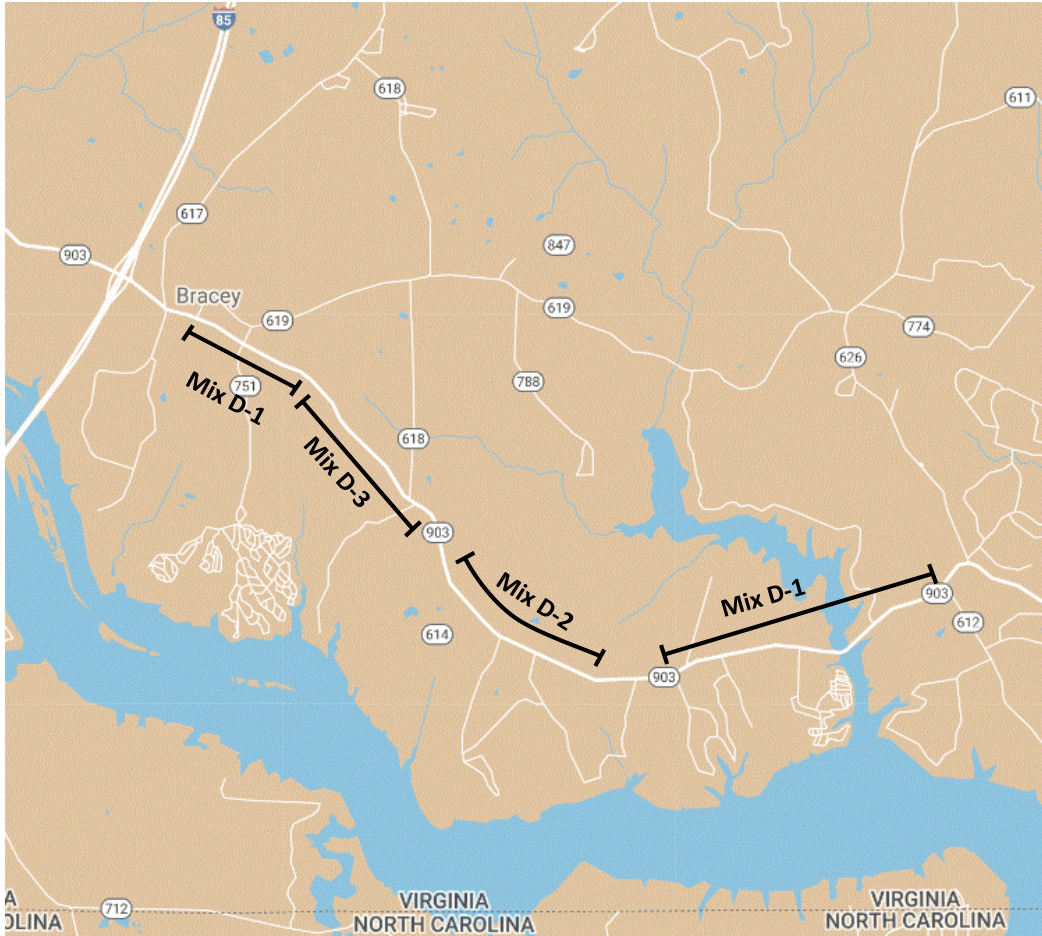 85
618
611
617
903
847
Bracey
619
619
774
626
751
788
Mix D-1
618
Mix D-3
903
Mix D-2
Mix D-1
903
612
614
903
VIRGINIA
NORTH CAROLINA
VIRGINIA
NORTH CAROLINA
A
OLINA
712